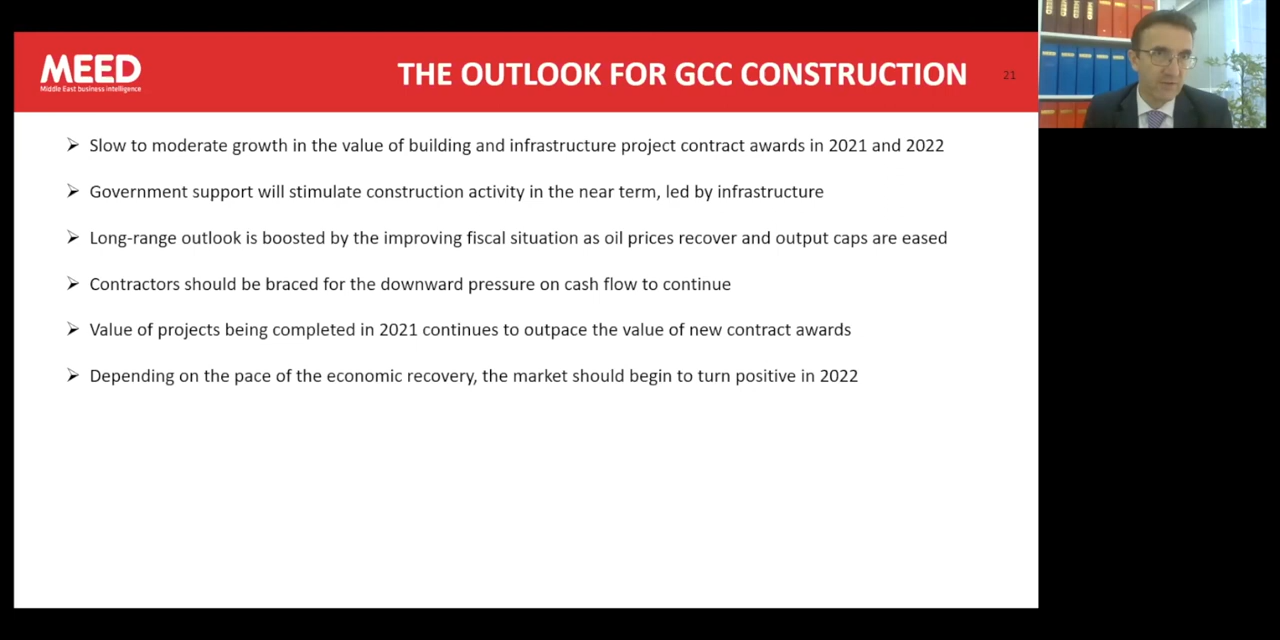 MEED
Middle East business intelligence
THE OUTLOOK FOR GCC CONSTRUCTION
21
➢ Slow to moderate growth in the value of building and infrastructure project contract awards in 2021 and 2022
➢ Government support will stimulate construction activity in the near term, led by infrastructure
➢ Long-range outlook is boosted by the improving fiscal situation as oil prices recover and output caps are eased
➢ Contractors should be braced for the downward pressure on cash flow to continue
➢ Value of projects being completed in 2021 continues to outpace the value of new contract awards
➢ Depending on the pace of the economic recovery, the market should begin to turn positive in 2022